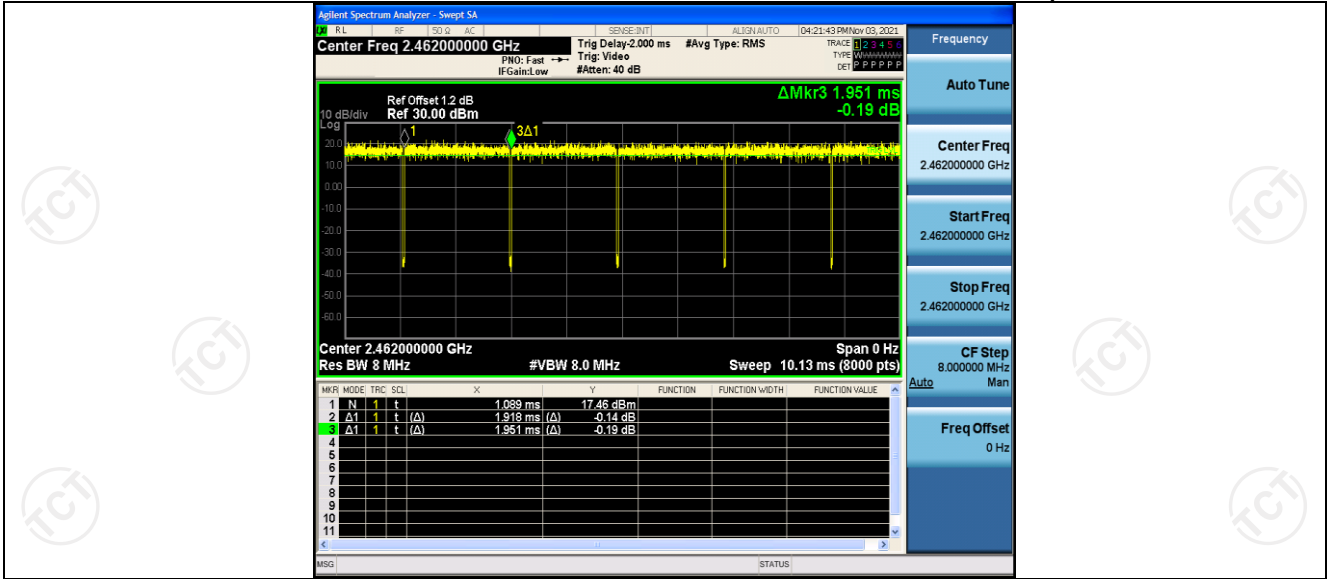 Agilent Spectrum Analyzer - Swept SA
RL RF 50 Ω AC SENSE:INT ALIGN AUTO 04:21:43 PM Nov 03, 2021
Center Freq 2.462000000 GHz
PNO: Fast
IFGain:Low
Trig Delay-2.000 ms
Trig: Video
#Atten: 40 dB
#Avg Type: RMS
TRACE 1 2 3 4 5 6
TYPE WWWWWW
DET P P P P P P
Frequency
ΔMkr3 1.951 ms
-0.19 dB
Ref Offset 1.2 dB
10 dB/div Ref 30.00 dBm
Log
1
3Δ1
20.0
10.0
0.00
-10.0
-20.0
-30.0
-40.0
-50.0
-60.0
Center 2.462000000 GHz Span 0 Hz
Res BW 8 MHz #VBW 8.0 MHz Sweep 10.13 ms (8000 pts)
MKR MODE TRC SCL X Y FUNCTION FUNCTION WIDTH FUNCTION VALUE
1 N 1 t 1.089 ms 17.46 dBm
2 Δ1 1 t (Δ) 1.918 ms (Δ) -0.14 dB
3 Δ1 1 t (Δ) 1.951 ms (Δ) -0.19 dB
4
5
6
7
8
9
10
11
MSG STATUS
Auto Tune
Center Freq
2.462000000 GHz
Start Freq
2.462000000 GHz
Stop Freq
2.462000000 GHz
CF Step
8.000000 MHz
Auto Man
Freq Offset
0 Hz
TCT
TCT
TCT
TCT
TCT
TCT